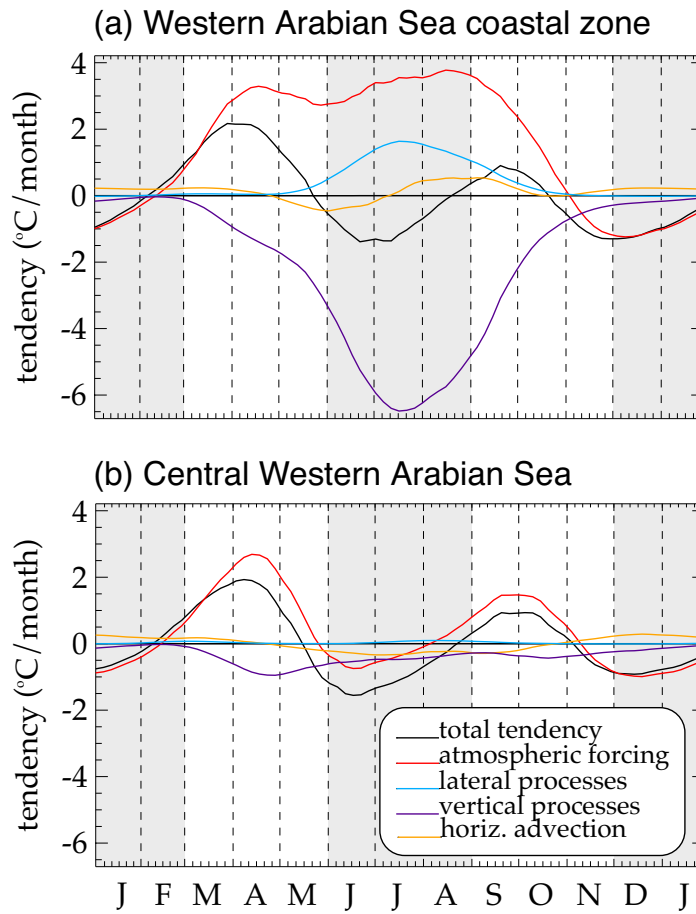 (a) Western Arabian Sea coastal zone
4
2
0
-2
-4
-6
tendency (°C/month)
(b) Central Western Arabian Sea
4
2
0
-2
-4
-6
tendency (°C/month)
total tendency
atmospheric forcing
lateral processes
vertical processes
horiz. advection
J F M A M J J A S O N D J